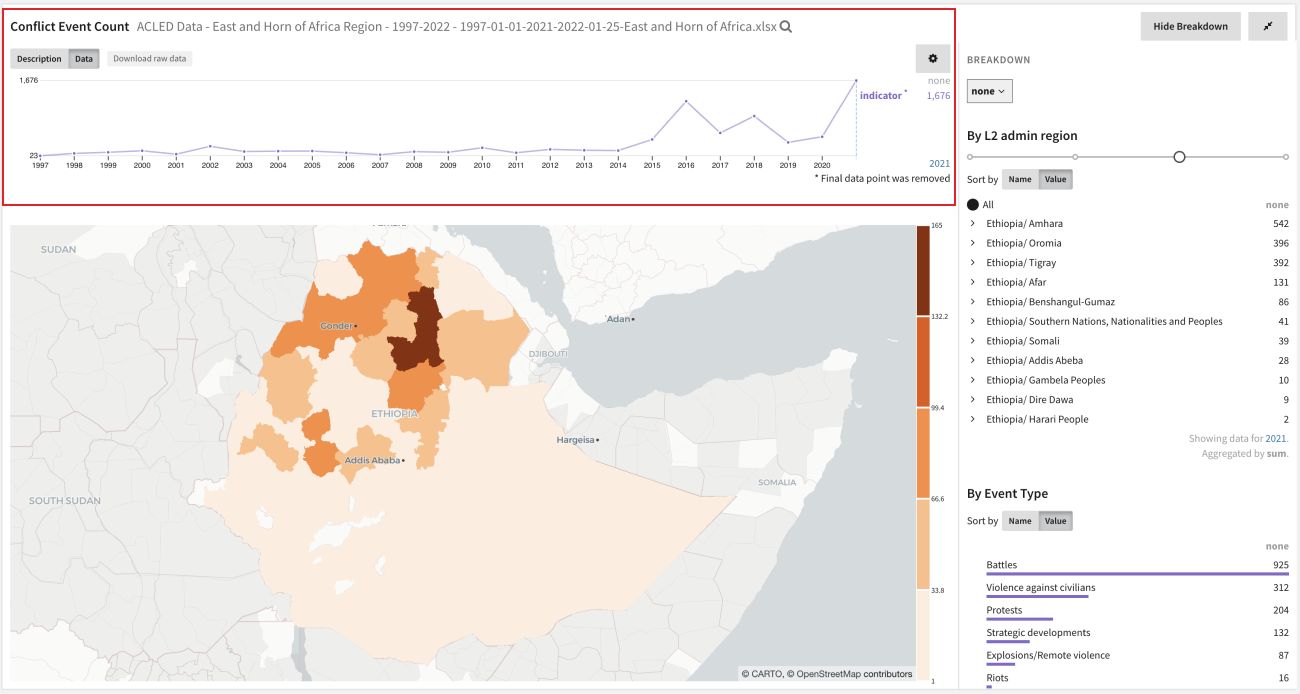 Conflict Event Count ACLED Data - East and Horn of Africa Region - 1997-2022 - 1997-01-01-2021-2022-01-25-East and Horn of Africa.xlsx
Description Data Download raw data
1,676
none
indicator * 1,676
23
1997 1998 1999 2000 2001 2002 2003 2004 2005 2006 2007 2008 2009 2010 2011 2012 2013 2014 2015 2016 2017 2018 2019 2020
2021
* Final data point was removed
SUDAN
Gonder
Adan
DJIBOUTI
ETHIOPIA
Hargeisa
Addis Ababa
SOMALIA
SOUTH SUDAN
© CARTO, © OpenStreetMap contributors
165
132.2
99.4
66.6
33.8
1
Hide Breakdown
BREAKDOWN
none
By L2 admin region
Sort by Name Value
All none
Ethiopia/ Amhara 542
Ethiopia/ Oromia 396
Ethiopia/ Tigray 392
Ethiopia/ Afar 131
Ethiopia/ Benshangul-Gumaz 86
Ethiopia/ Southern Nations, Nationalities and Peoples 41
Ethiopia/ Somali 39
Ethiopia/ Addis Abeba 28
Ethiopia/ Gambela Peoples 10
Ethiopia/ Dire Dawa 9
Ethiopia/ Harari People 2
Showing data for 2021.
Aggregated by sum.
By Event Type
Sort by Name Value
none
Battles 925
Violence against civilians 312
Protests 204
Strategic developments 132
Explosions/Remote violence 87
Riots 16